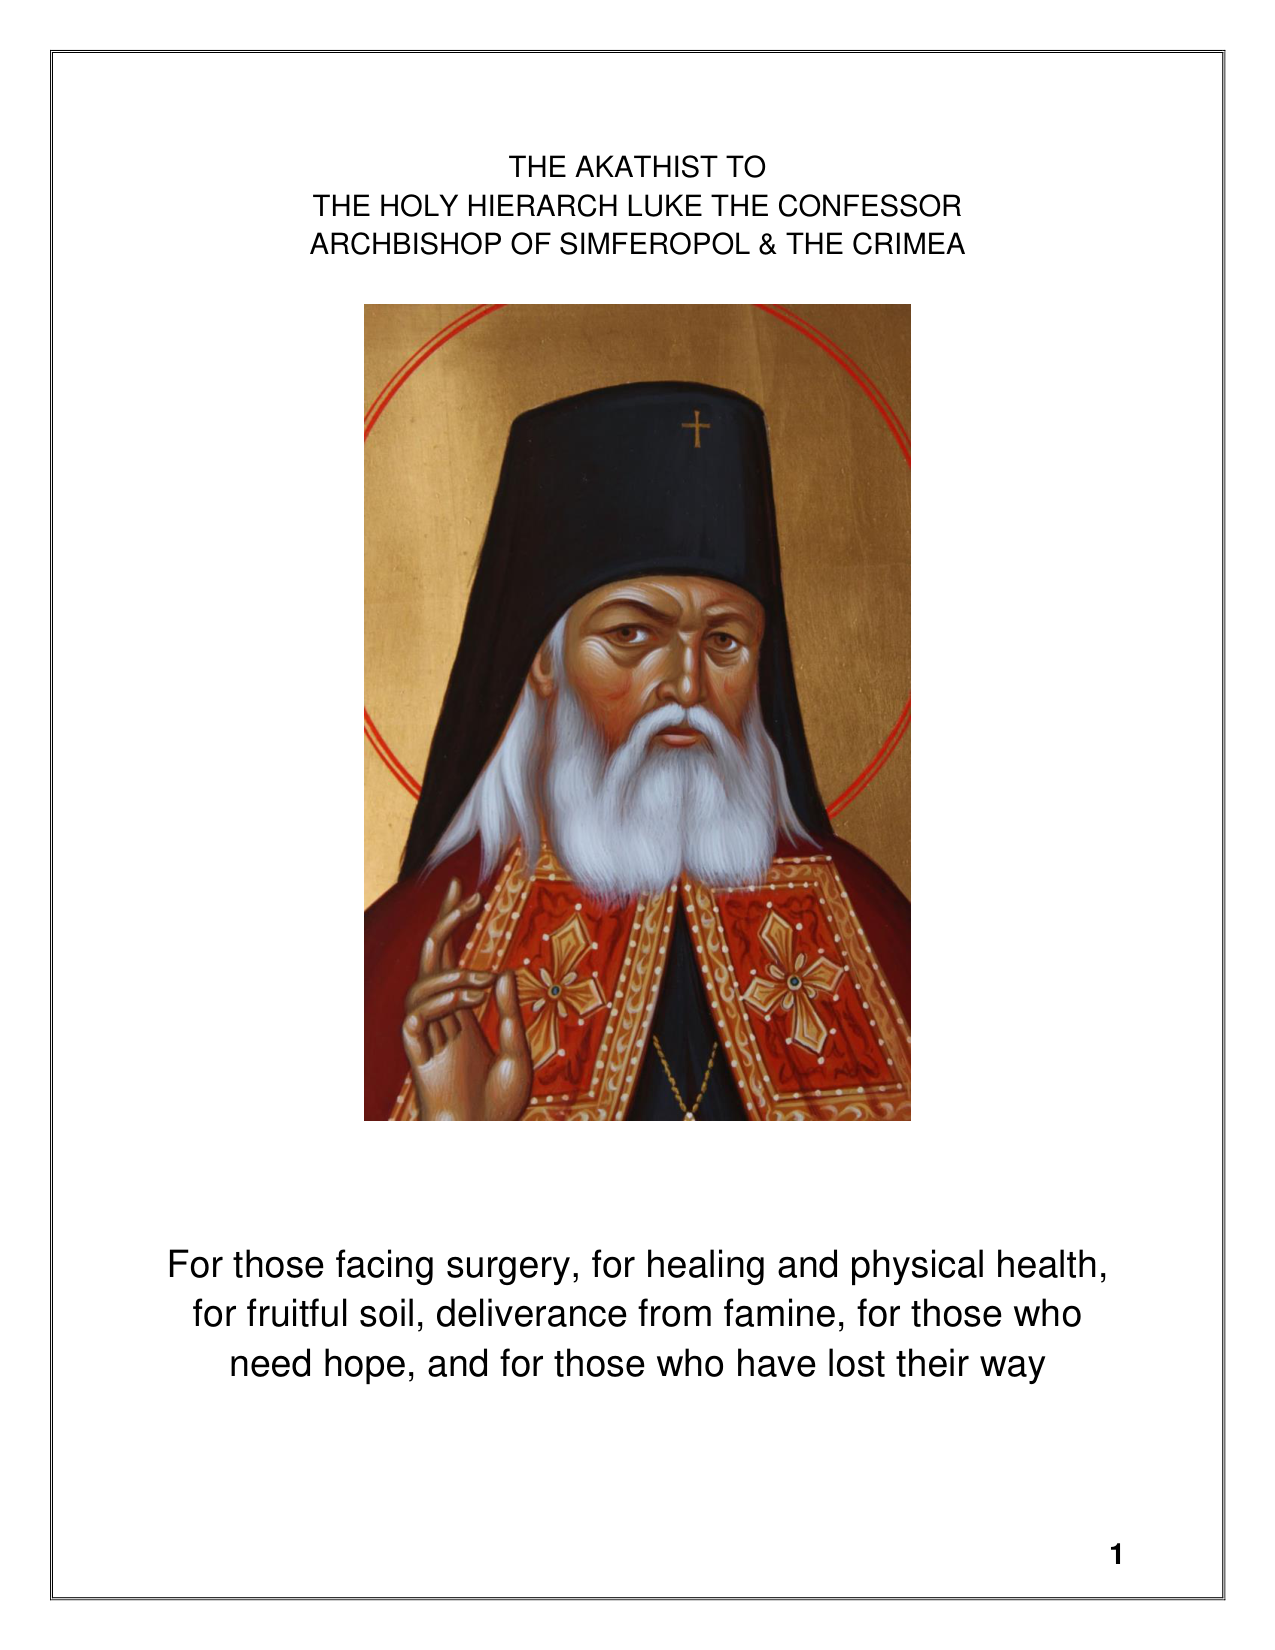 THE AKATHIST TO
THE HOLY HIERARCH LUKE THE CONFESSOR
ARCHBISHOP OF SIMFEROPOL & THE CRIMEA
For those facing surgery, for healing and physical health,
for fruitful soil, deliverance from famine, for those who
need hope, and for those who have lost their way
1